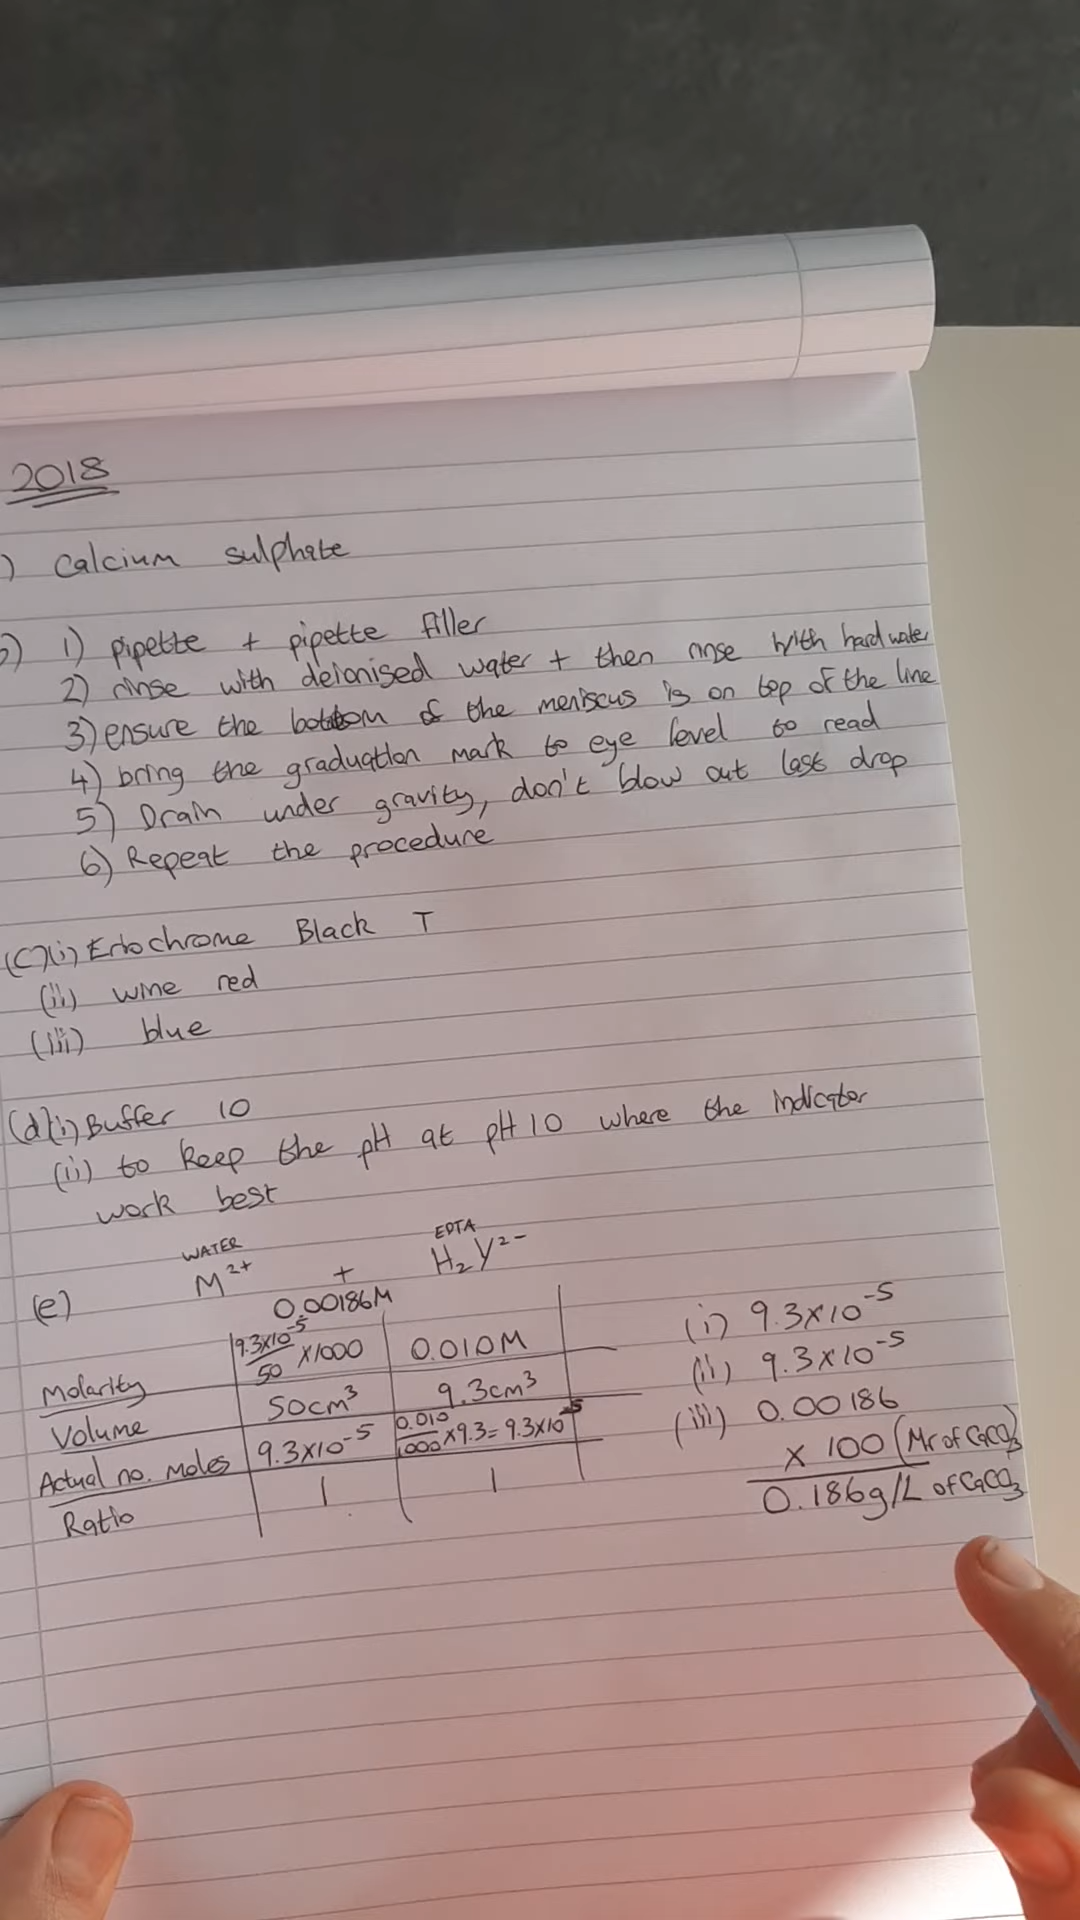 2018
) Calcium sulphate
b) 1) pipette + pipette filler
2) rinse with deionised water + then rinse with hard water
3) ensure the bottom of the meniscus is on top of the line
4) bring the graduation mark to eye level to read
5) Drain under gravity, don't blow out last drop
6) Repeat the procedure
(c)(i) Eriochrome Black T
(ii) wine red
(iii) blue
(d)(i) Buffer 10
(ii) to keep the pH at pH 10 where the indicator
work best
WATER EDTA
(e) M²⁺ + H₂Y²⁻
0.00186M
Molarity 9.3x10⁻⁵/50 x1000 0.010M
Volume 50cm³ 9.3cm³
Actual no. moles 9.3x10⁻⁵ 0.010/1000 x9.3 = 9.3x10⁻⁵
Ratio 1 1
(i) 9.3x10⁻⁵
(ii) 9.3x10⁻⁵
(iii) 0.00186
x 100 (Mr of CaCO₃)
0.186g/L of CaCO₃